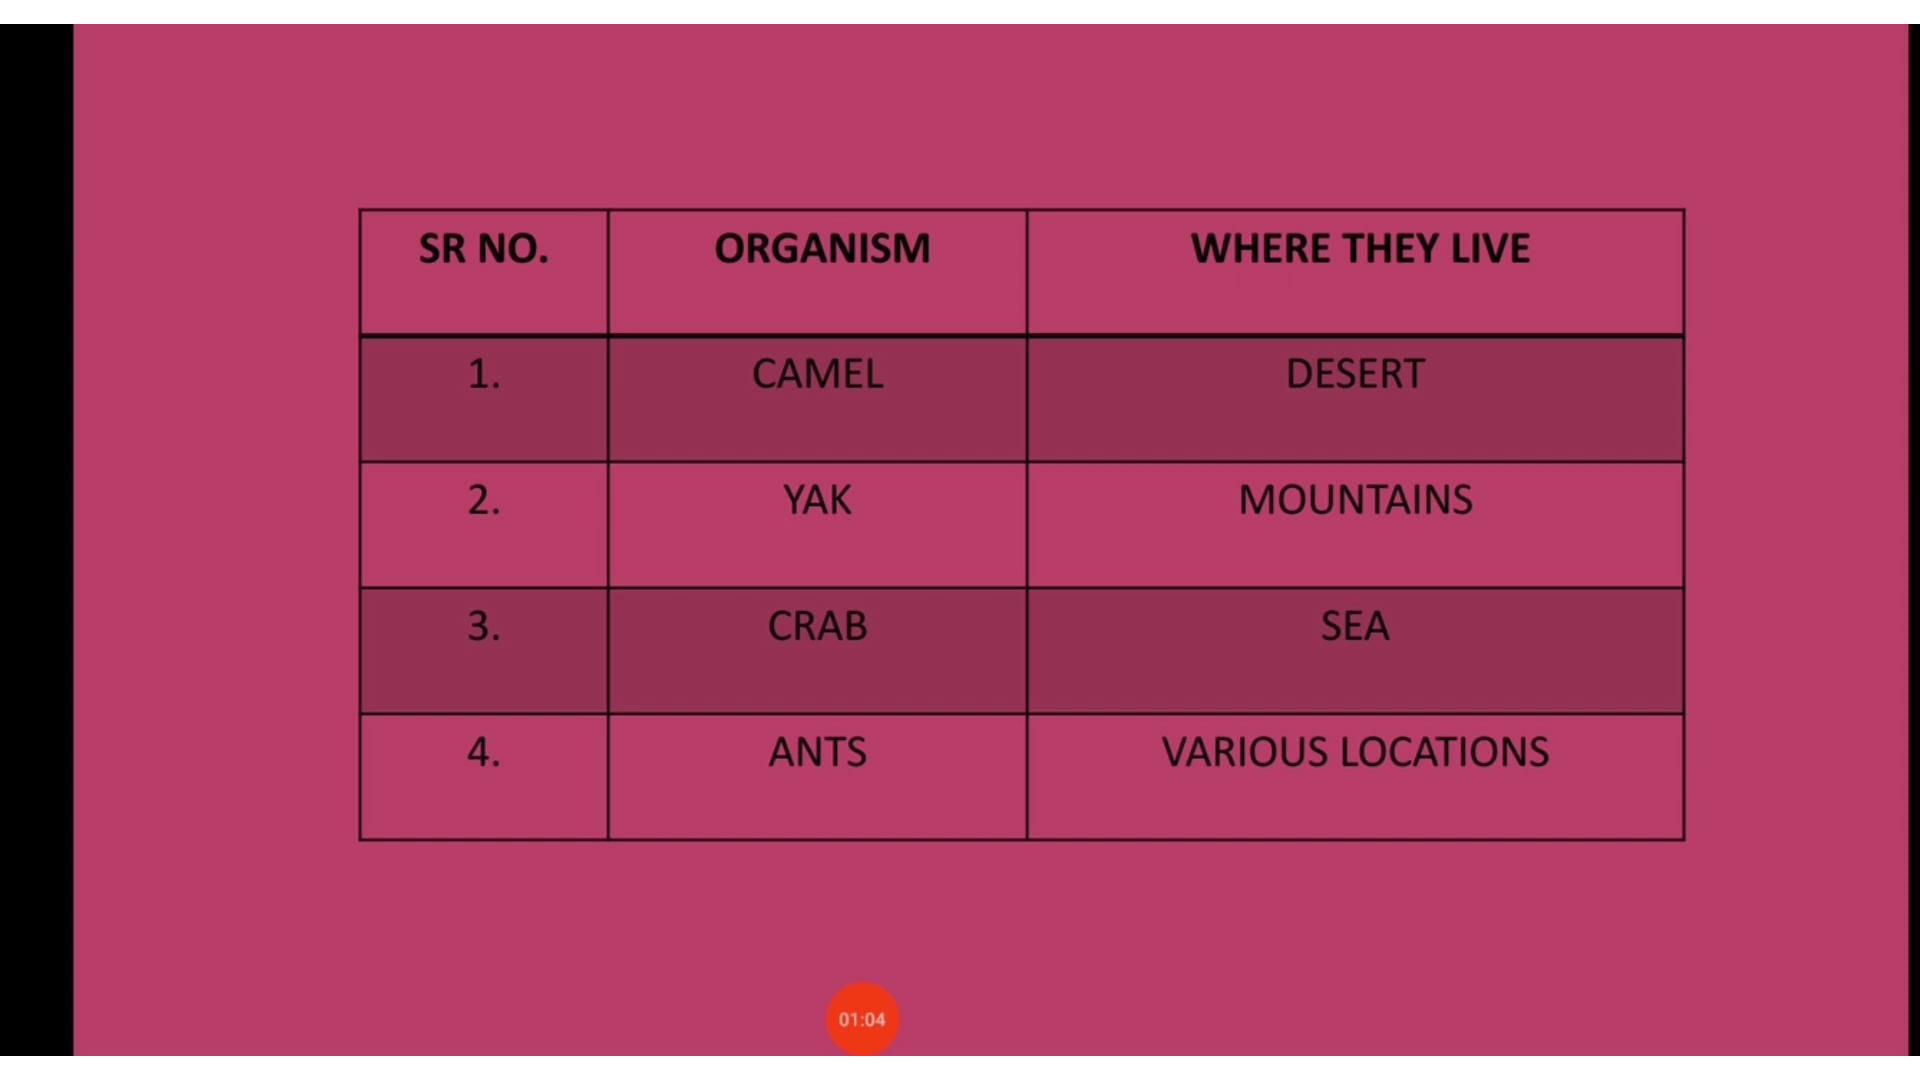 SR NO. ORGANISM WHERE THEY LIVE
1. CAMEL DESERT
2. YAK MOUNTAINS
3. CRAB SEA
4. ANTS VARIOUS LOCATIONS
01:04